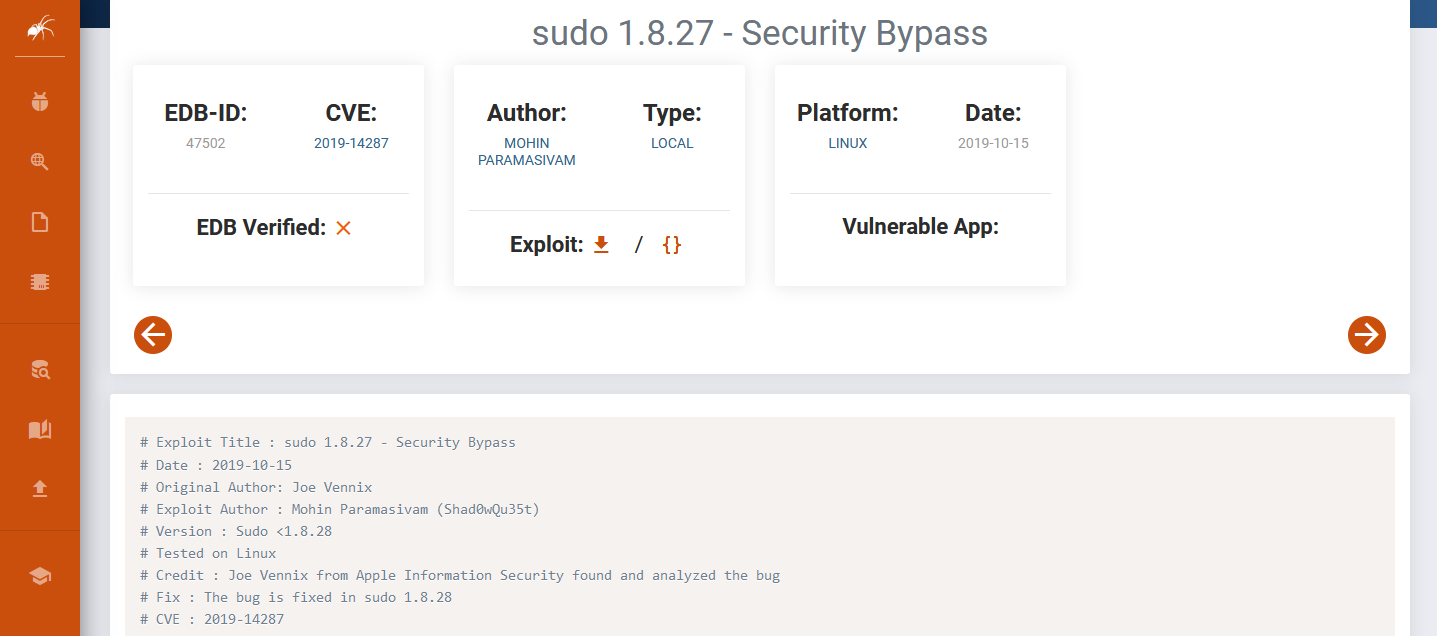 sudo 1.8.27 - Security Bypass
EDB-ID:
47502
CVE:
2019-14287
EDB Verified:
Author:
MOHIN
PARAMASIVAM
Type:
LOCAL
Exploit: / {}
Platform:
LINUX
Date:
2019-10-15
Vulnerable App:
# Exploit Title : sudo 1.8.27 - Security Bypass
# Date : 2019-10-15
# Original Author: Joe Vennix
# Exploit Author : Mohin Paramasivam (Shad0wQu35t)
# Version : Sudo <1.8.28
# Tested on Linux
# Credit : Joe Vennix from Apple Information Security found and analyzed the bug
# Fix : The bug is fixed in sudo 1.8.28
# CVE : 2019-14287